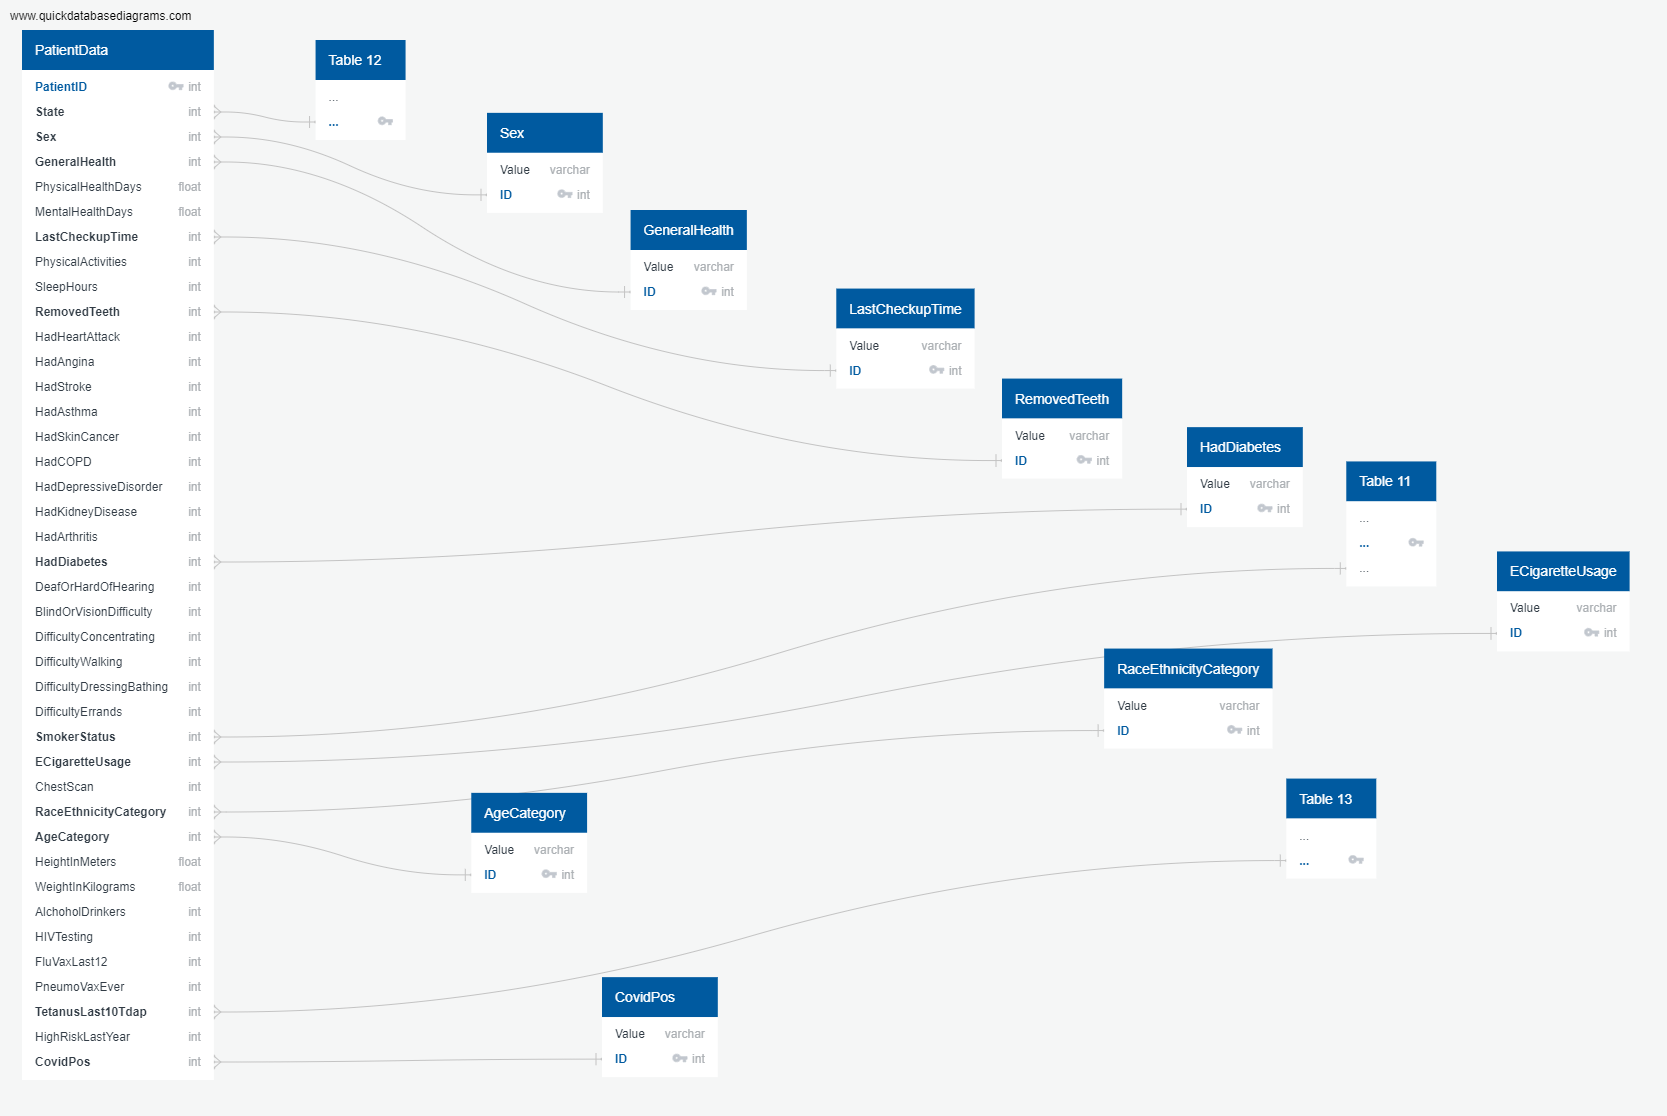 www.quickdatabasediagrams.com
PatientData
PatientID int
State int
Sex int
GeneralHealth int
PhysicalHealthDays float
MentalHealthDays float
LastCheckupTime int
PhysicalActivities int
SleepHours int
RemovedTeeth int
HadHeartAttack int
HadAngina int
HadStroke int
HadAsthma int
HadSkinCancer int
HadCOPD int
HadDepressiveDisorder int
HadKidneyDisease int
HadArthritis int
HadDiabetes int
DeafOrHardOfHearing int
BlindOrVisionDifficulty int
DifficultyConcentrating int
DifficultyWalking int
DifficultyDressingBathing int
DifficultyErrands int
SmokerStatus int
ECigaretteUsage int
ChestScan int
RaceEthnicityCategory int
AgeCategory int
HeightInMeters float
WeightInKilograms float
AlchoholDrinkers int
HIVTesting int
FluVaxLast12 int
PneumoVaxEver int
TetanusLast10Tdap int
HighRiskLastYear int
CovidPos int
Table 12
...
...
Sex
Value varchar
ID int
GeneralHealth
Value varchar
ID int
LastCheckupTime
Value varchar
ID int
RemovedTeeth
Value varchar
ID int
HadDiabetes
Value varchar
ID int
Table 11
...
...
...
ECigaretteUsage
Value varchar
ID int
RaceEthnicityCategory
Value varchar
ID int
AgeCategory
Value varchar
ID int
Table 13
...
...
CovidPos
Value varchar
ID int